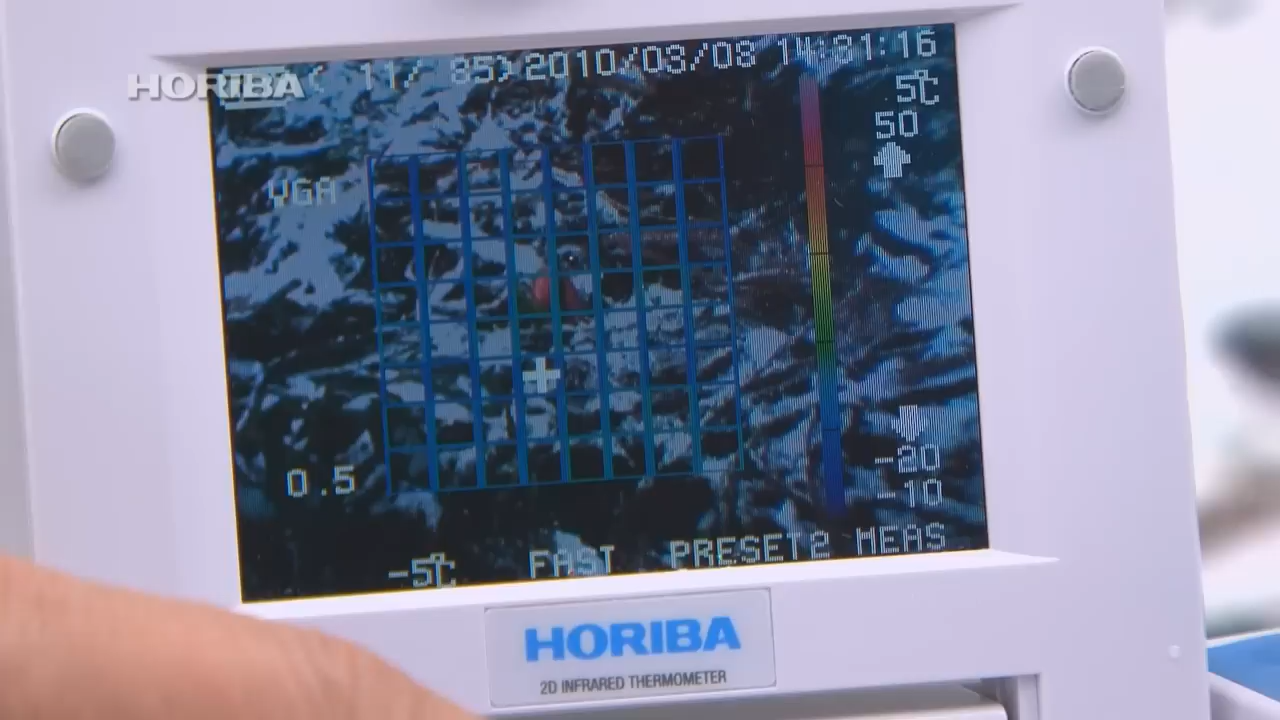 HORIBA
( 11/ 85)2010/03/08 14:31:16
5℃
50
VGA
0.5
-20
-10
-5℃ FAST PRESET2 MEAS
HORIBA
2D INFRARED THERMOMETER